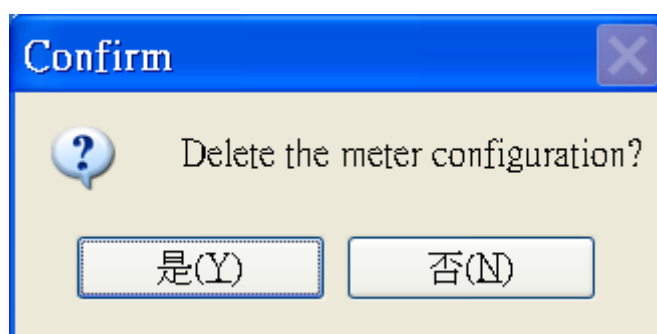 Confirm
Delete the meter configuration?
是(Y) 否(N)